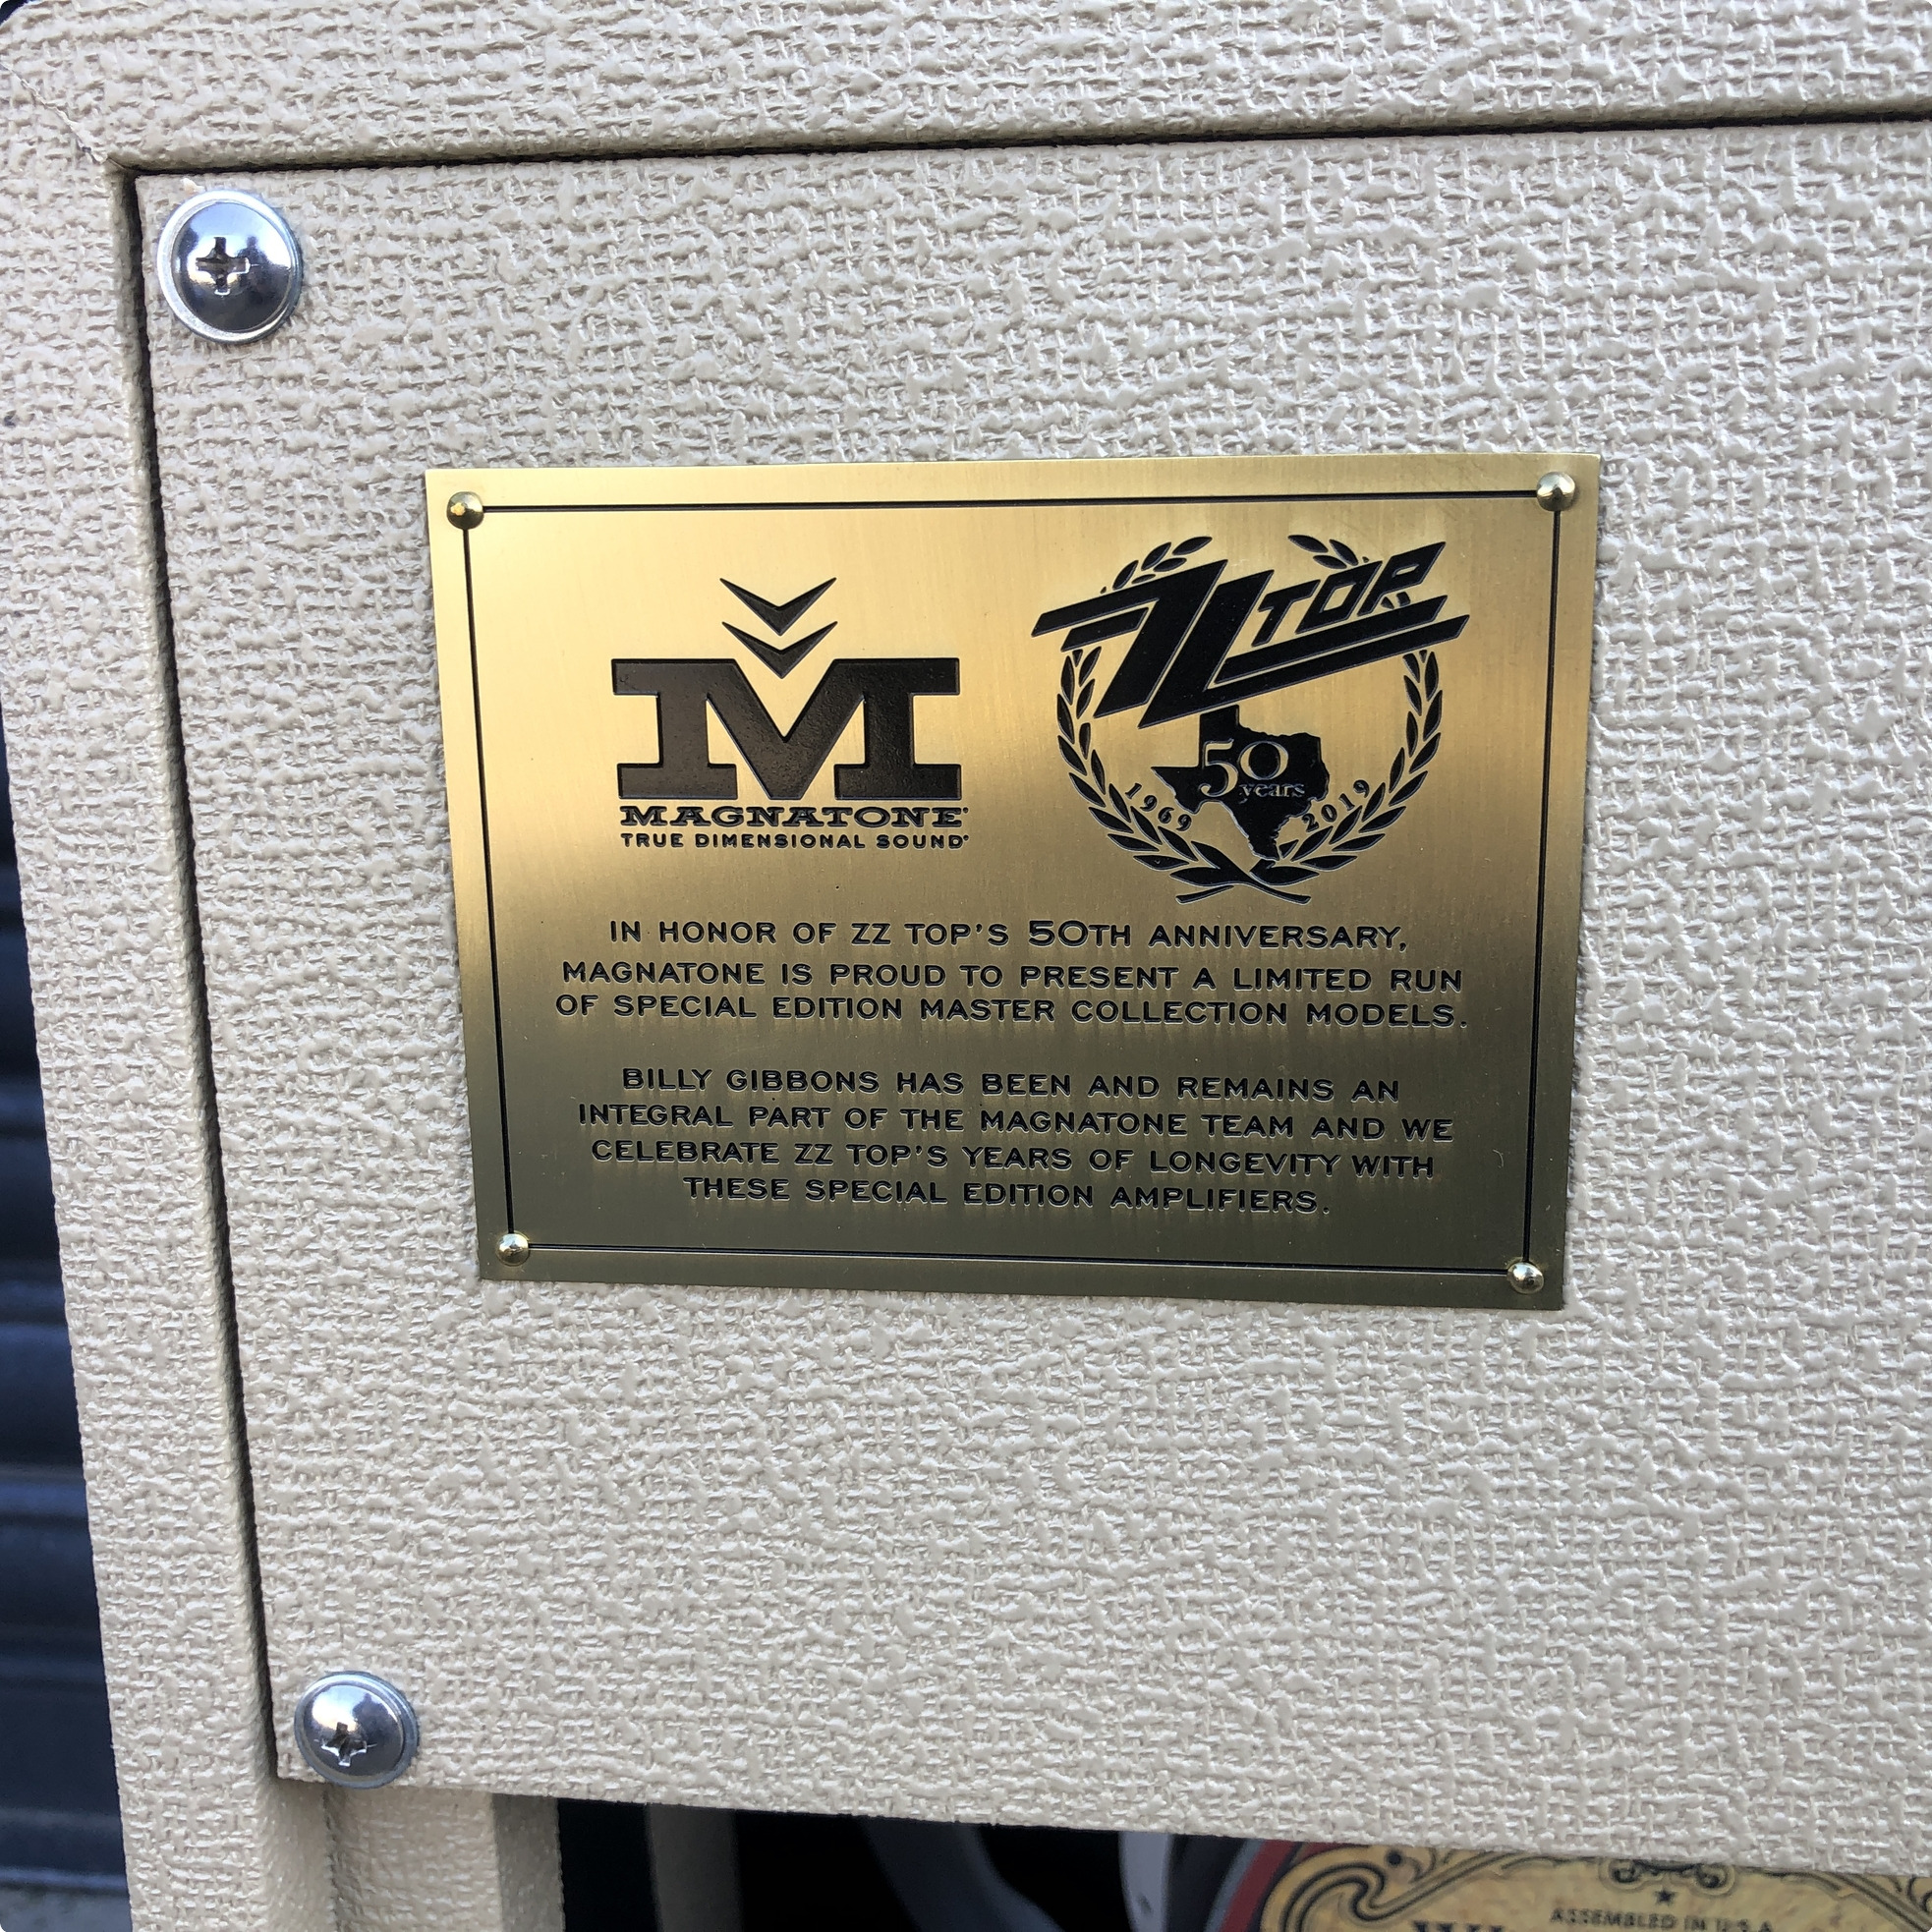 ZZ TOP
M
MAGNATONE
TRUE DIMENSIONAL SOUND
50
years
1969 2019
IN HONOR OF ZZ TOP'S 50TH ANNIVERSARY,
MAGNATONE IS PROUD TO PRESENT A LIMITED RUN
OF SPECIAL EDITION MASTER COLLECTION MODELS.
BILLY GIBBONS HAS BEEN AND REMAINS AN
INTEGRAL PART OF THE MAGNATONE TEAM AND WE
CELEBRATE ZZ TOP'S YEARS OF LONGEVITY WITH
THESE SPECIAL EDITION AMPLIFIERS.
ASSEMBLED IN U.S.A